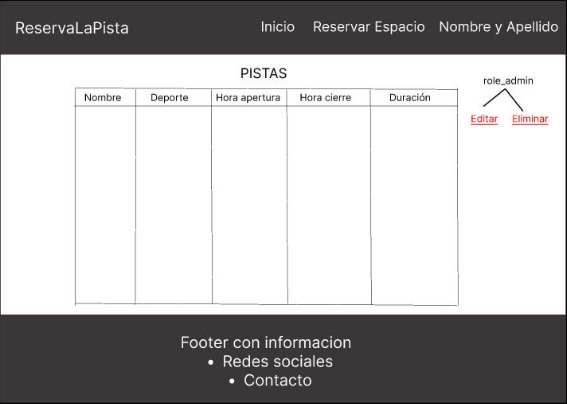 ReservaLaPista
Inicio Reservar Espacio Nombre y Apellido
PISTAS
role_admin
Nombre Deporte Hora apertura Hora cierre Duración
Editar Eliminar
Footer con informacion
• Redes sociales
• Contacto